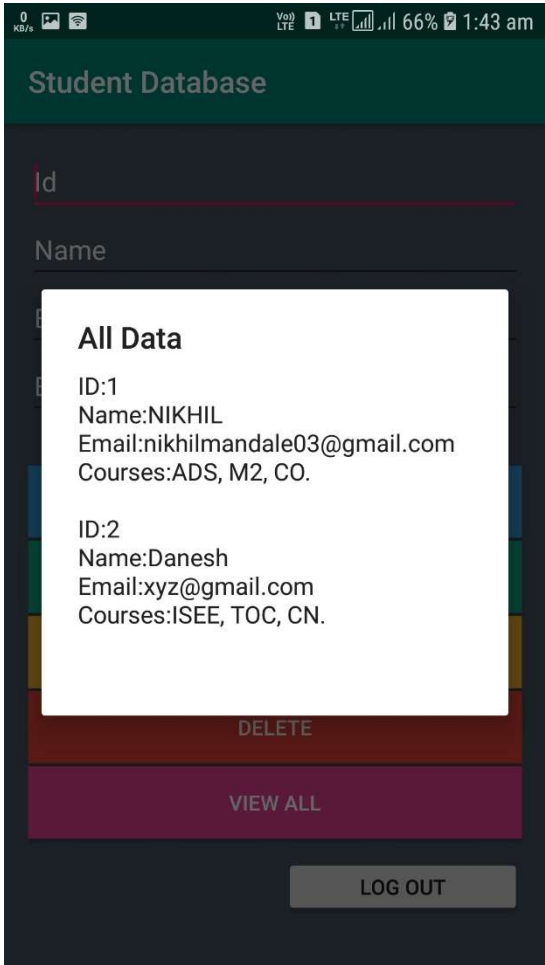 0
KB/s
Vo))
LTE
1
LTE
66%
1:43 am
Student Database
Id
Name
E
E
All Data
ID:1
Name:NIKHIL
Email:nikhilmandale03@gmail.com
Courses:ADS, M2, CO.
ID:2
Name:Danesh
Email:xyz@gmail.com
Courses:ISEE, TOC, CN.
DELETE
VIEW ALL
LOG OUT